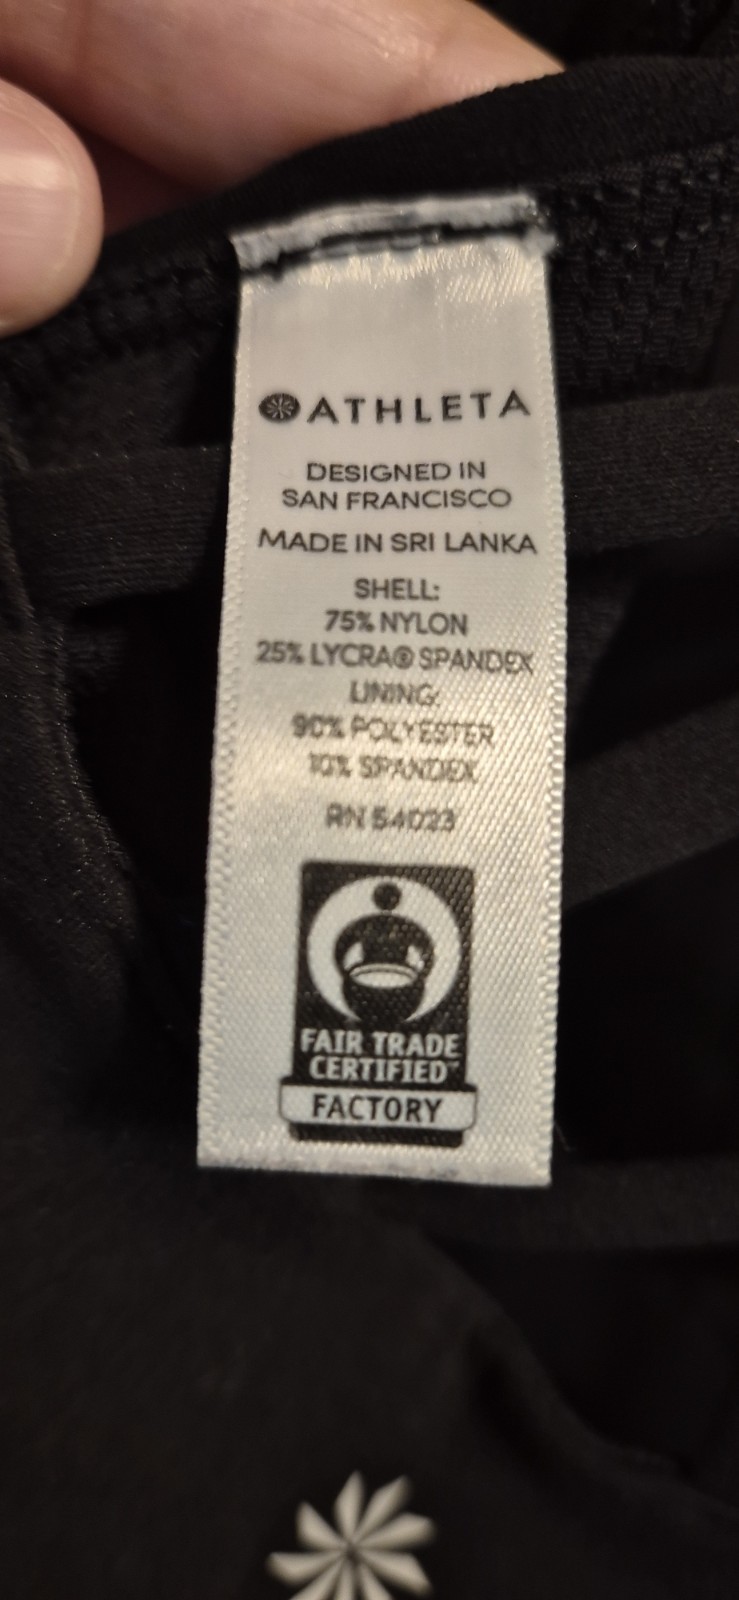 ATHLETA
DESIGNED IN
SAN FRANCISCO
MADE IN SRI LANKA
SHELL:
75% NYLON
25% LYCRA® SPANDEX
LINING:
90% POLYESTER
10% SPANDEX
RN 54023
FAIR TRADE
CERTIFIED™
FACTORY